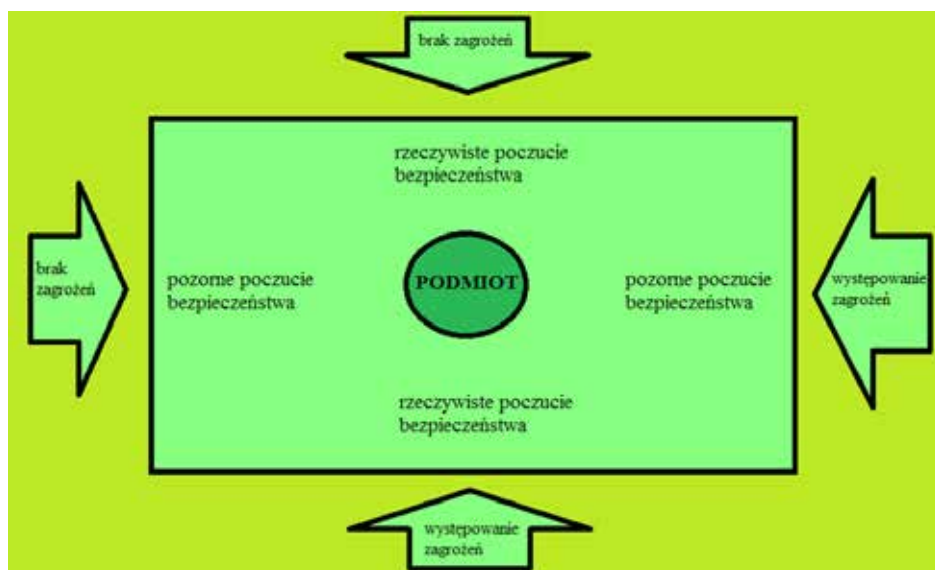 brak zagrożeń
rzeczywiste poczucie
bezpieczeństwa
brak
zagrożeń
pozorne poczucie
bezpieczeństwa
PODMIOT
pozorne poczucie
bezpieczeństwa
występowanie
zagrożeń
rzeczywiste poczucie
bezpieczeństwa
występowanie
zagrożeń